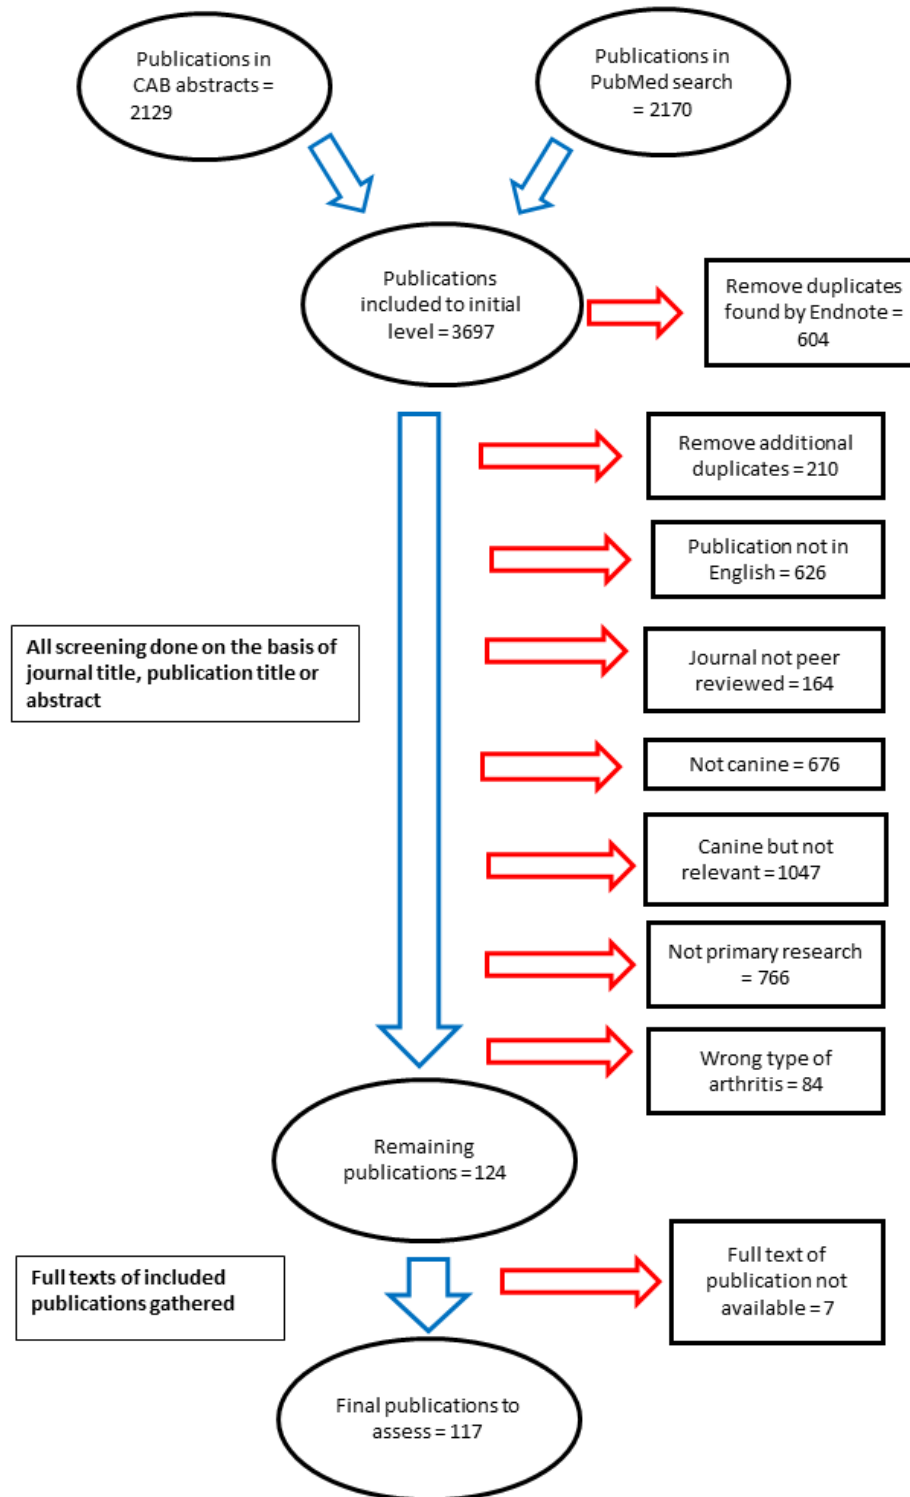 Publications in
CAB abstracts =
2129
Publications in
PubMed search
= 2170
Publications
included to initial
level = 3697
Remove duplicates
found by Endnote =
604
Remove additional
duplicates = 210
Publication not in
English = 626
All screening done on the basis of
journal title, publication title or
abstract
Journal not peer
reviewed = 164
Not canine = 676
Canine but not
relevant = 1047
Not primary research
= 766
Wrong type of
arthritis = 84
Remaining
publications = 124
Full texts of included
publications gathered
Full text of
publication not
available = 7
Final publications to
assess = 117